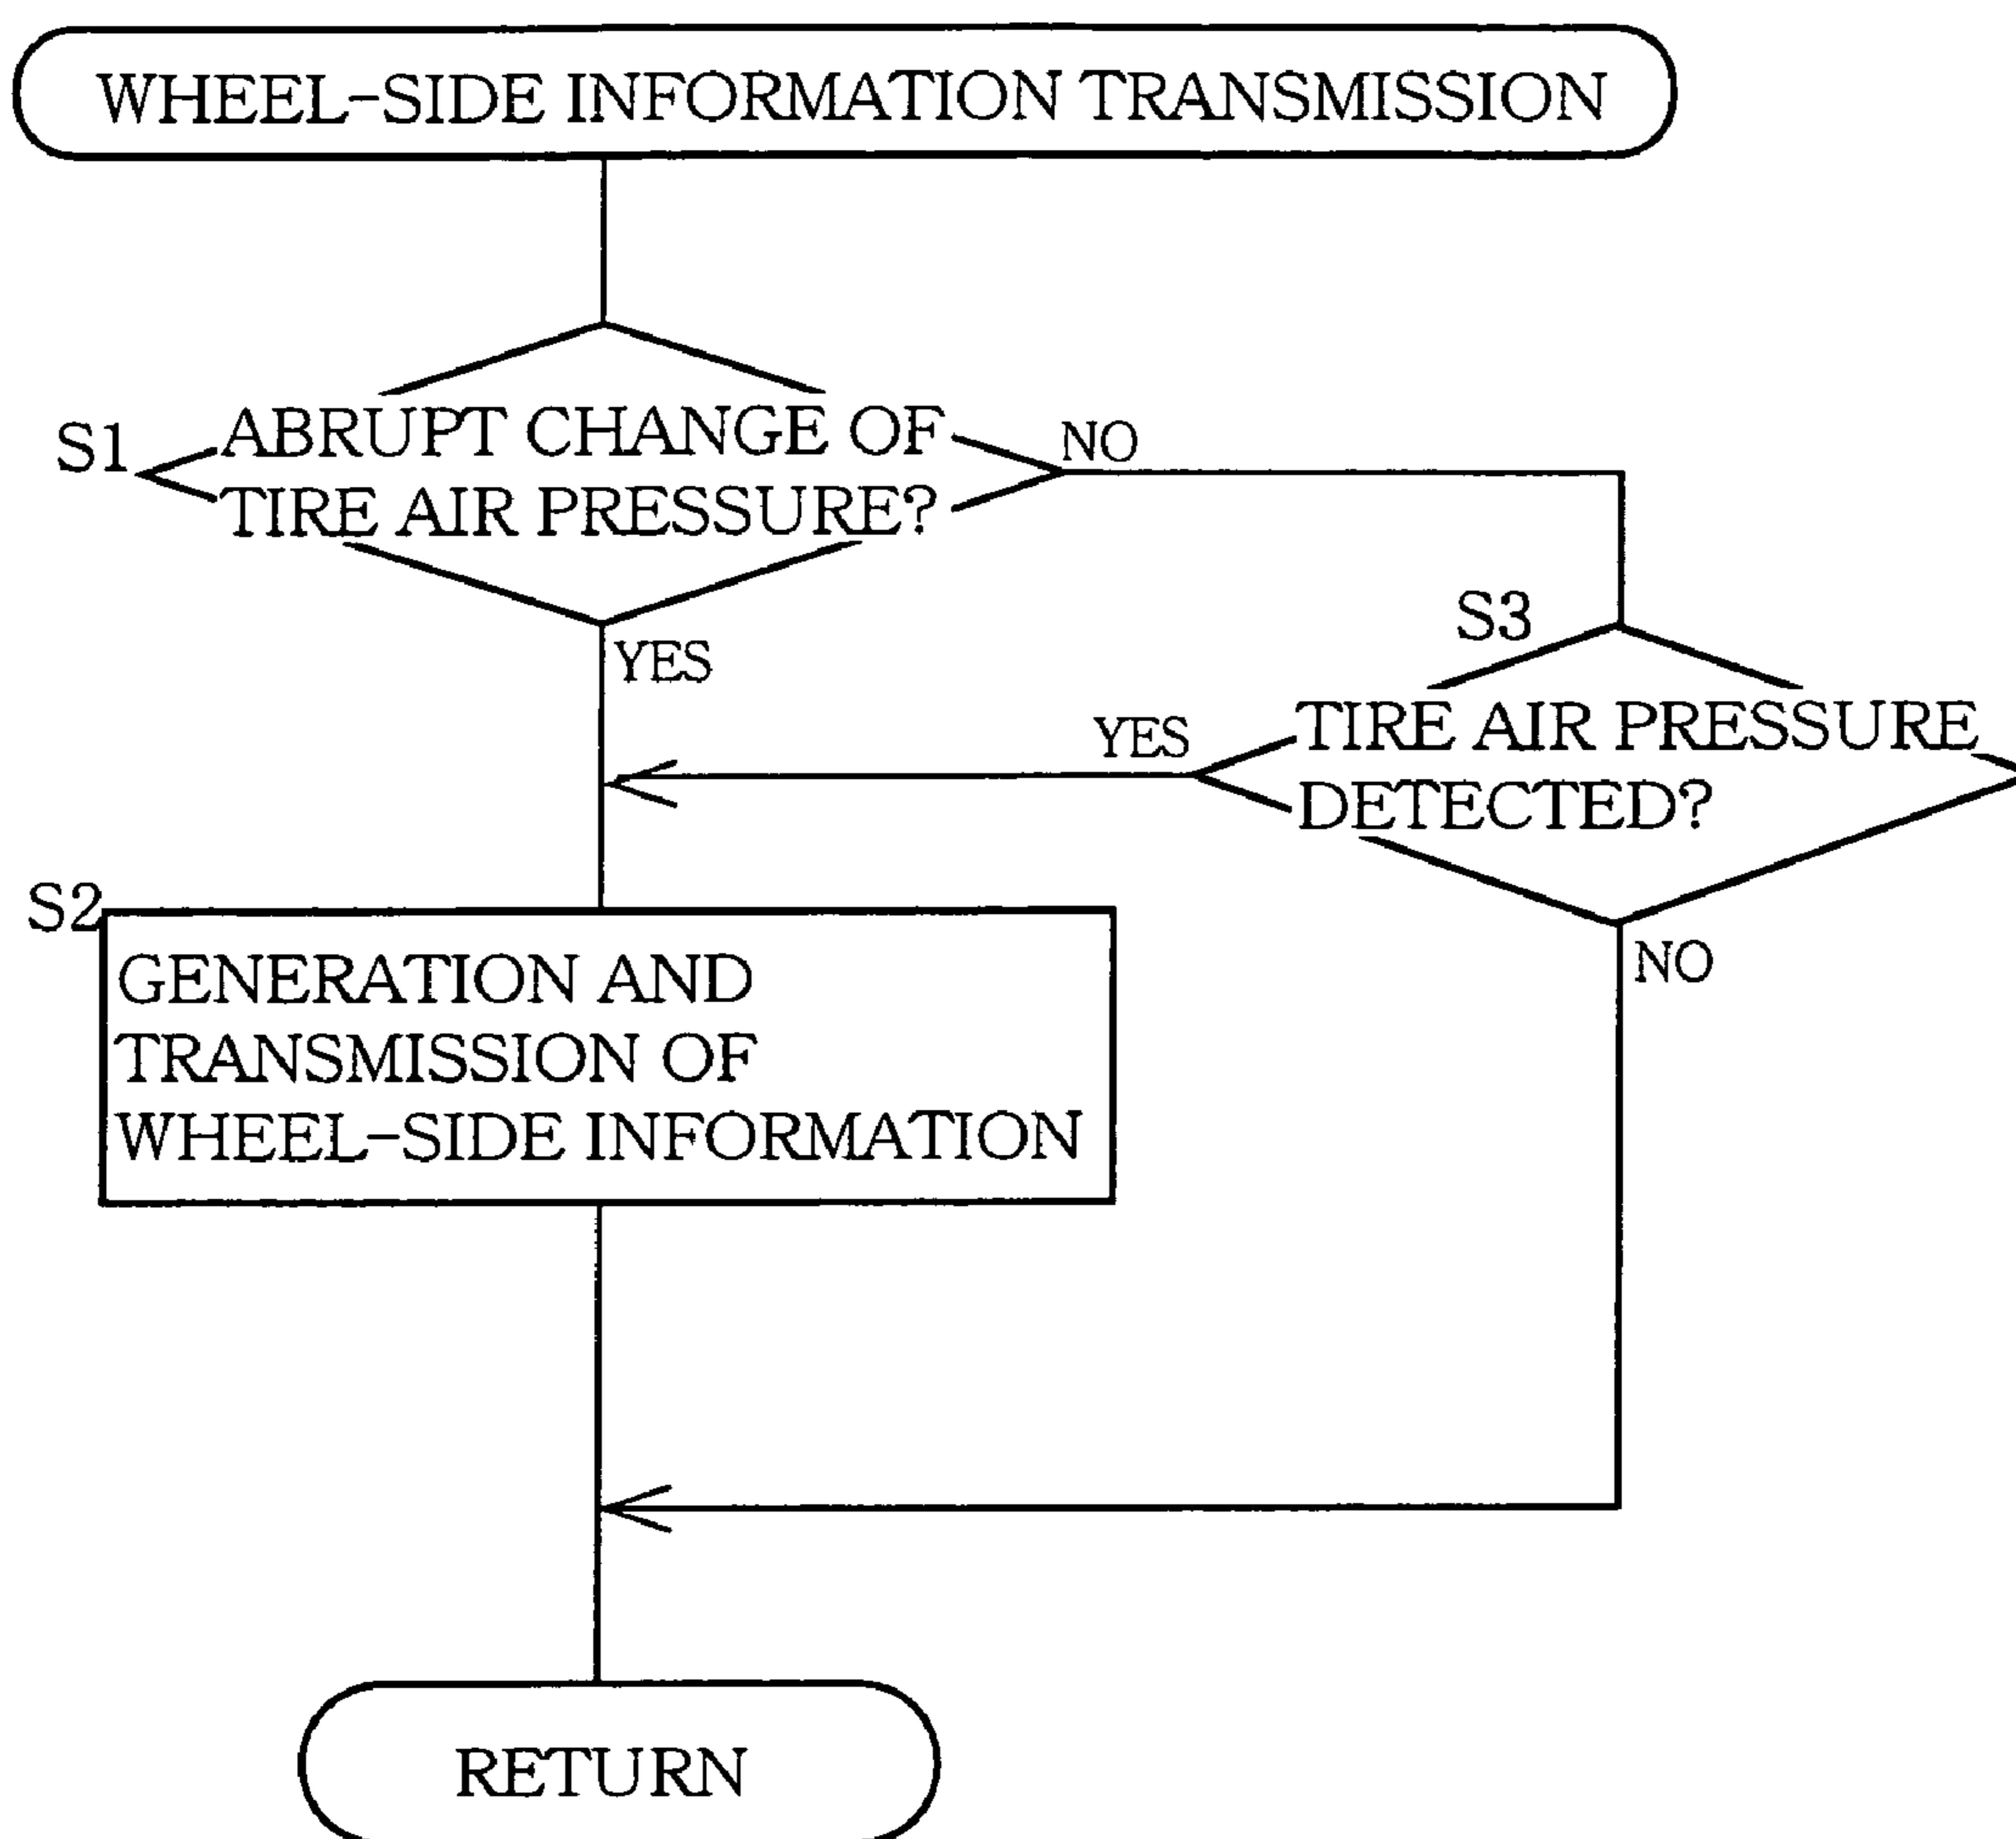 WHEEL-SIDE INFORMATION TRANSMISSION
S1
ABRUPT CHANGE OF
TIRE AIR PRESSURE?
NO
YES
S3
TIRE AIR PRESSURE
DETECTED?
YES
NO
S2
GENERATION AND
TRANSMISSION OF
WHEEL-SIDE INFORMATION
RETURN